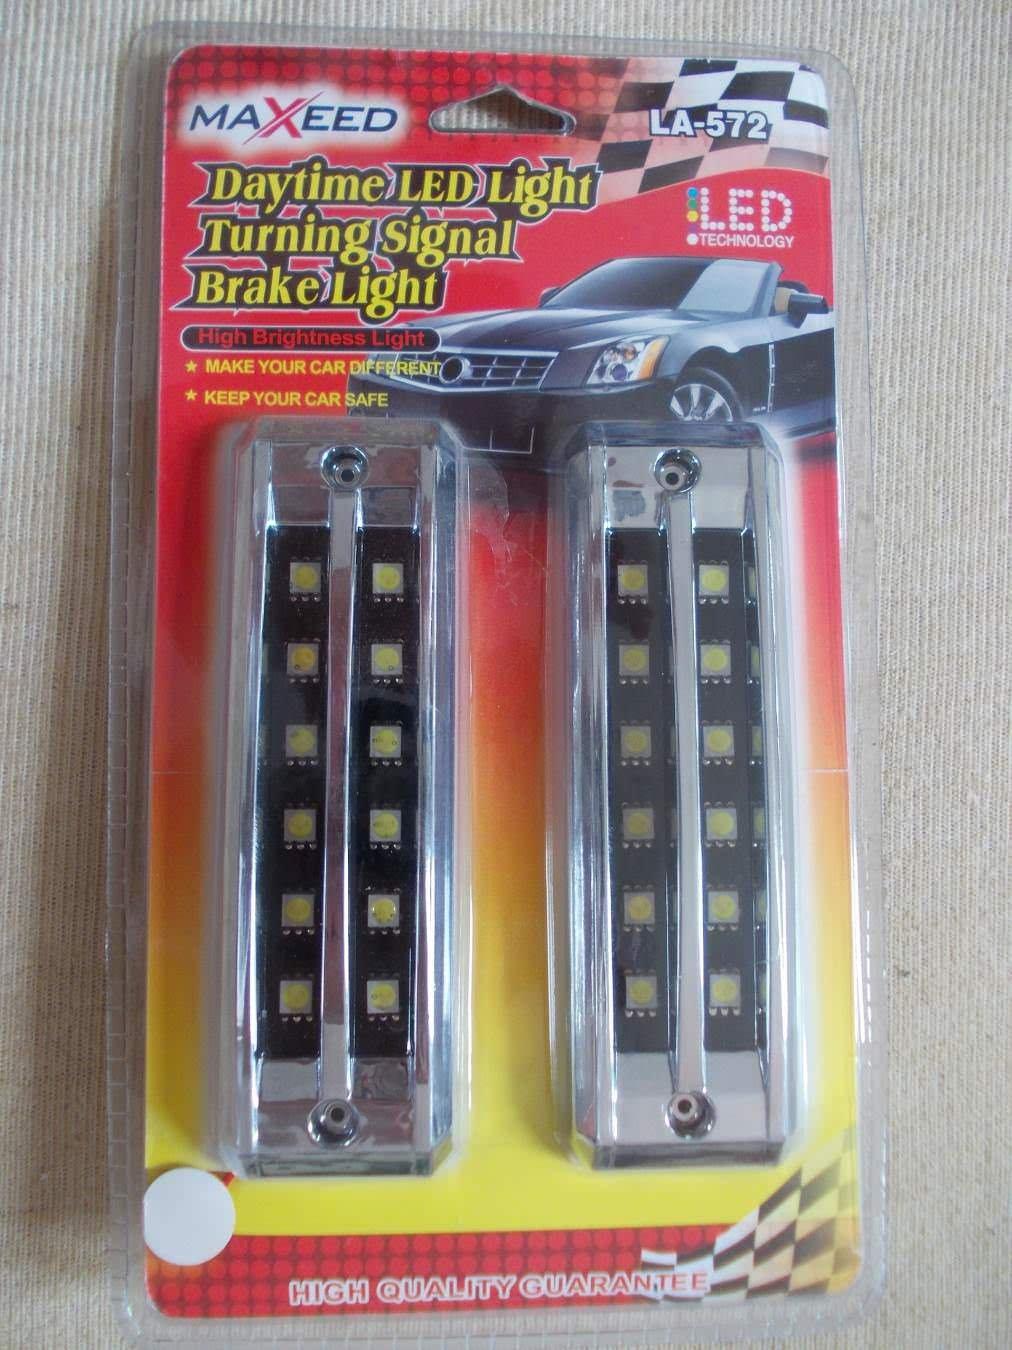 MAXEED
LA-572
Daytime LED Light
Turning Signal
Brake Light
LED
TECHNOLOGY
High Brightness Light
★ MAKE YOUR CAR DIFFERENT
★ KEEP YOUR CAR SAFE
HIGH QUALITY GUARANTEE